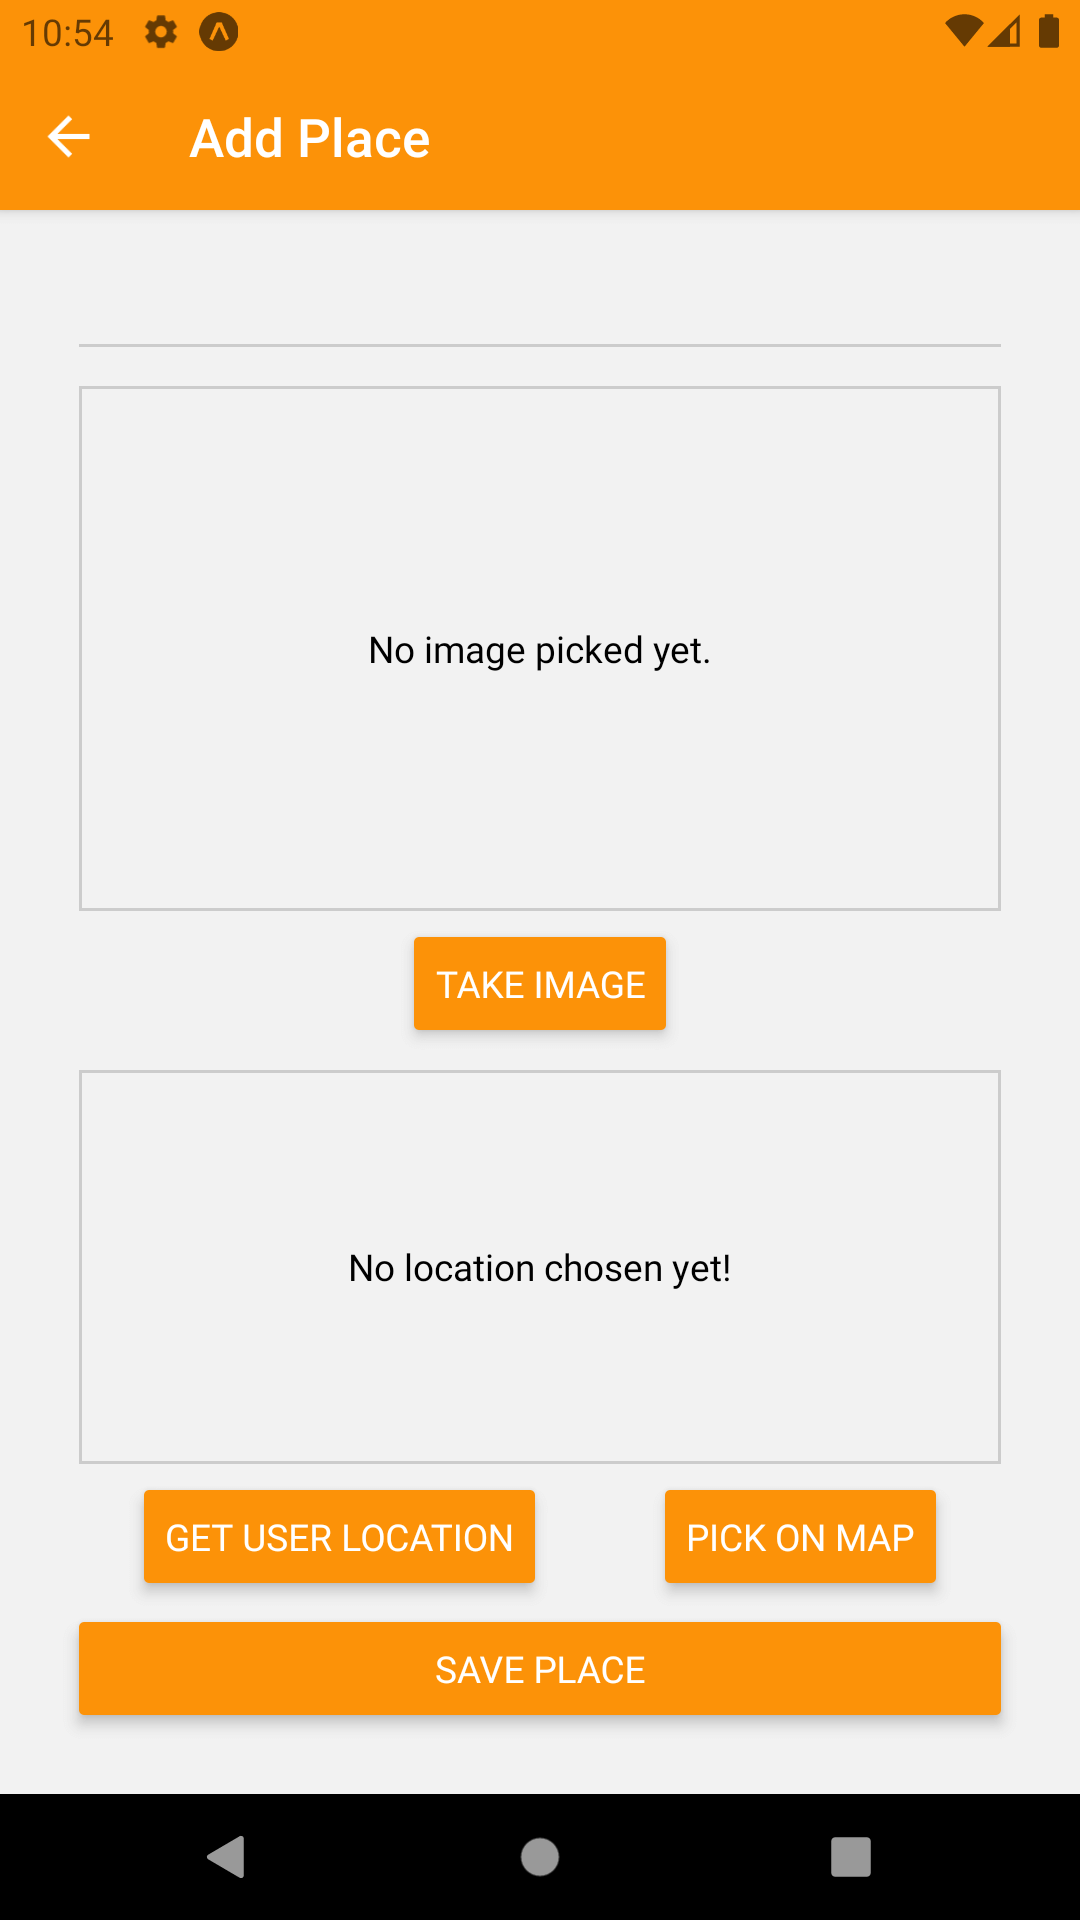 10:54
Add Place
No image picked yet.
TAKE IMAGE
No location chosen yet!
GET USER LOCATION
PICK ON MAP
SAVE PLACE